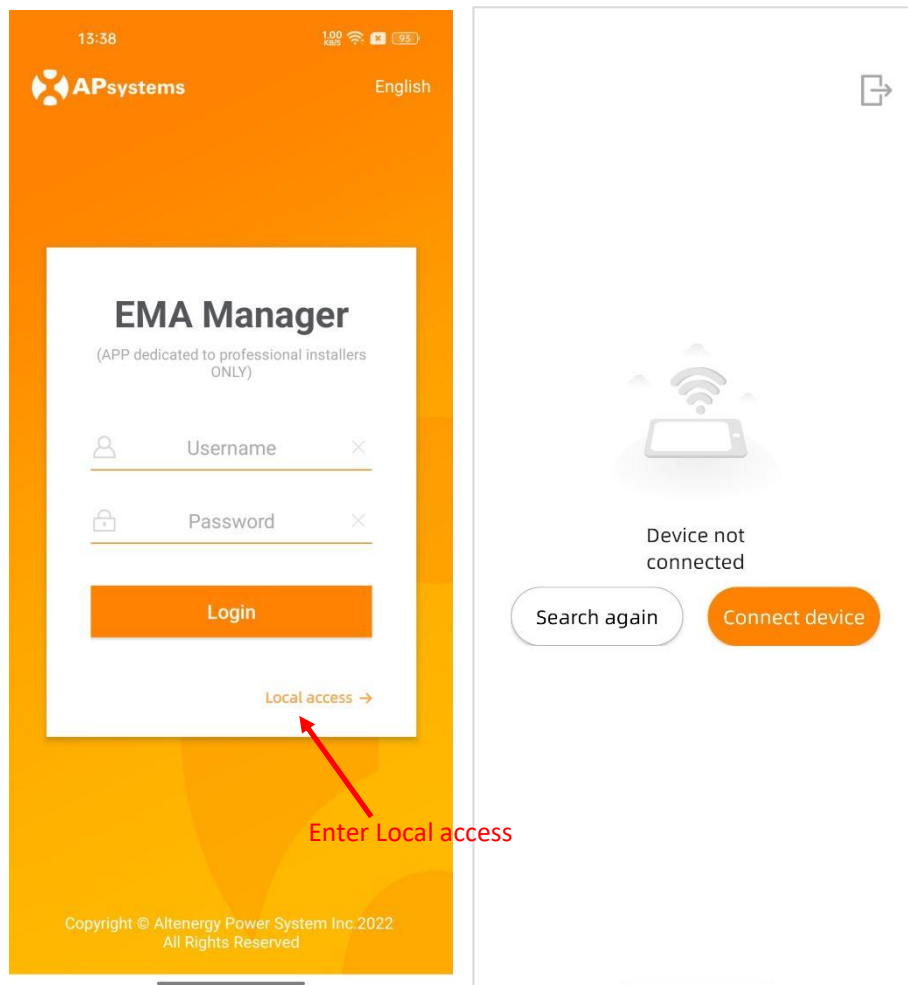 13:38
1.00 KB/S
93
APsystems
English
EMA Manager
(APP dedicated to professional installers
ONLY)
Username
Password
Login
Local access →
Enter Local access
Copyright © Altenergy Power System Inc.2022
All Rights Reserved
Device not
connected
Search again
Connect device